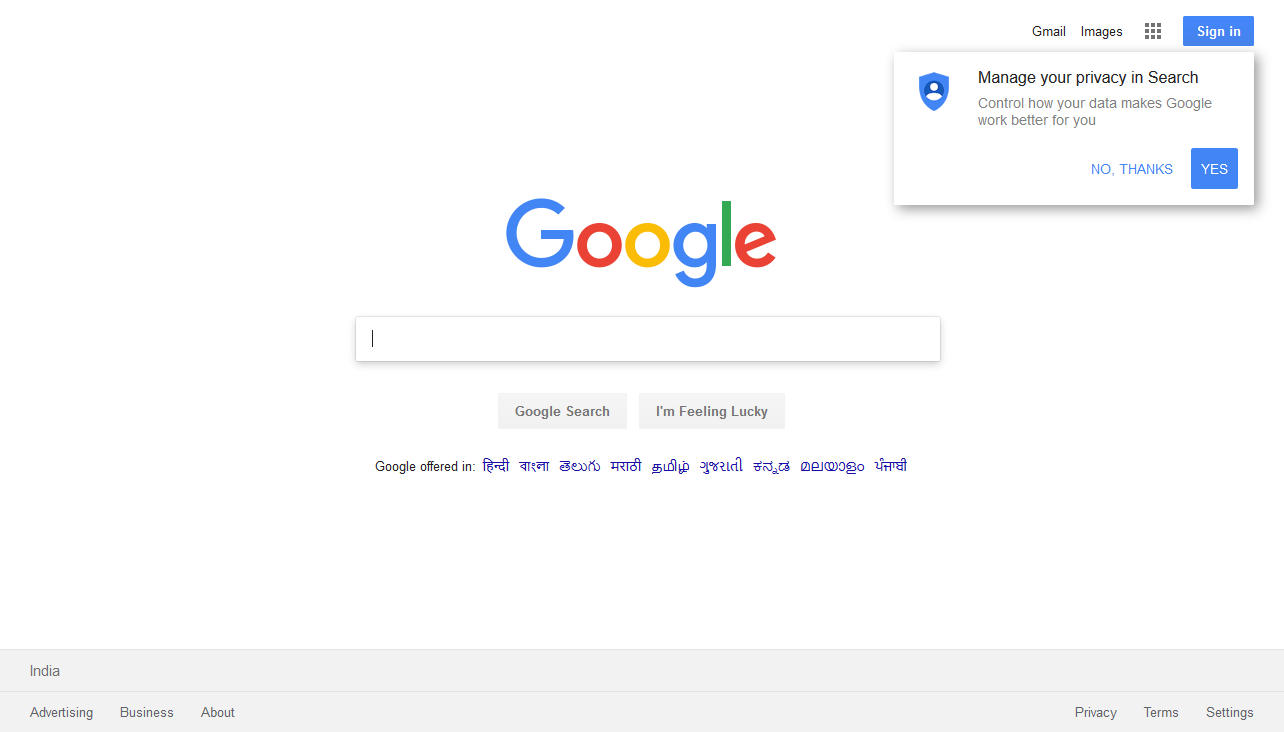 Gmail Images Sign in
Manage your privacy in Search
Control how your data makes Google
work better for you
NO, THANKS YES
Google
Google Search I'm Feeling Lucky
Google offered in: हिन्दी বাংলা తెలుగు मराठी தமிழ் ગુજરાતી ಕನ್ನಡ മലയാളം ਪੰਜਾਬੀ
India
Advertising Business About Privacy Terms Settings